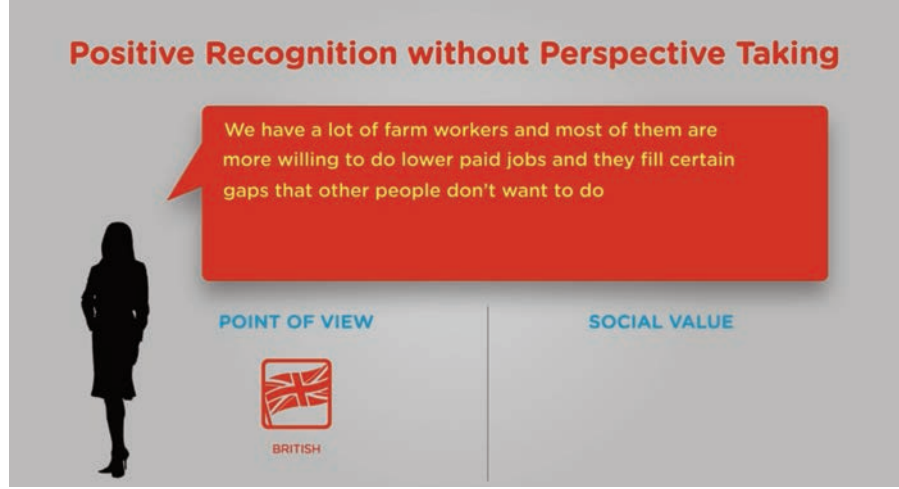 Positive Recognition without Perspective Taking
We have a lot of farm workers and most of them are
more willing to do lower paid jobs and they fill certain
gaps that other people don't want to do
POINT OF VIEW
SOCIAL VALUE
BRITISH